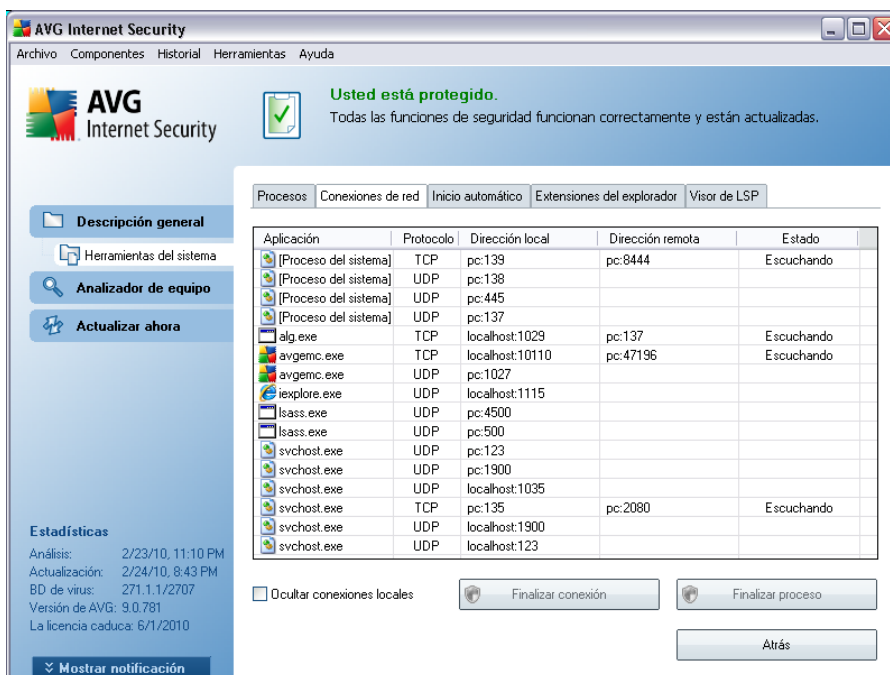 AVG Internet Security
Archivo Componentes Historial Herramientas Ayuda
AVG
Internet Security
Usted está protegido.
Todas las funciones de seguridad funcionan correctamente y están actualizadas.
Descripción general
Herramientas del sistema
Analizador de equipo
Actualizar ahora
Procesos Conexiones de red Inicio automático Extensiones del explorador Visor de LSP
Aplicación Protocolo Dirección local Dirección remota Estado
[Proceso del sistema] TCP pc:139 pc:8444 Escuchando
[Proceso del sistema] UDP pc:138
[Proceso del sistema] UDP pc:445
[Proceso del sistema] UDP pc:137
alg.exe TCP localhost:1029 pc:137 Escuchando
avgemc.exe TCP localhost:10110 pc:47196 Escuchando
avgemc.exe UDP pc:1027
iexplore.exe UDP localhost:1115
lsass.exe UDP pc:4500
lsass.exe UDP pc:500
svchost.exe UDP pc:123
svchost.exe UDP pc:1900
svchost.exe UDP localhost:1035
svchost.exe TCP pc:135 pc:2080 Escuchando
svchost.exe UDP localhost:1900
svchost.exe UDP localhost:123
Estadísticas
Análisis: 2/23/10, 11:10 PM
Actualización: 2/24/10, 8:43 PM
BD de virus: 271.1.1/2707
Versión de AVG: 9.0.781
La licencia caduca: 6/1/2010
Mostrar notificación
Ocultar conexiones locales
Finalizar conexión
Finalizar proceso
Atrás